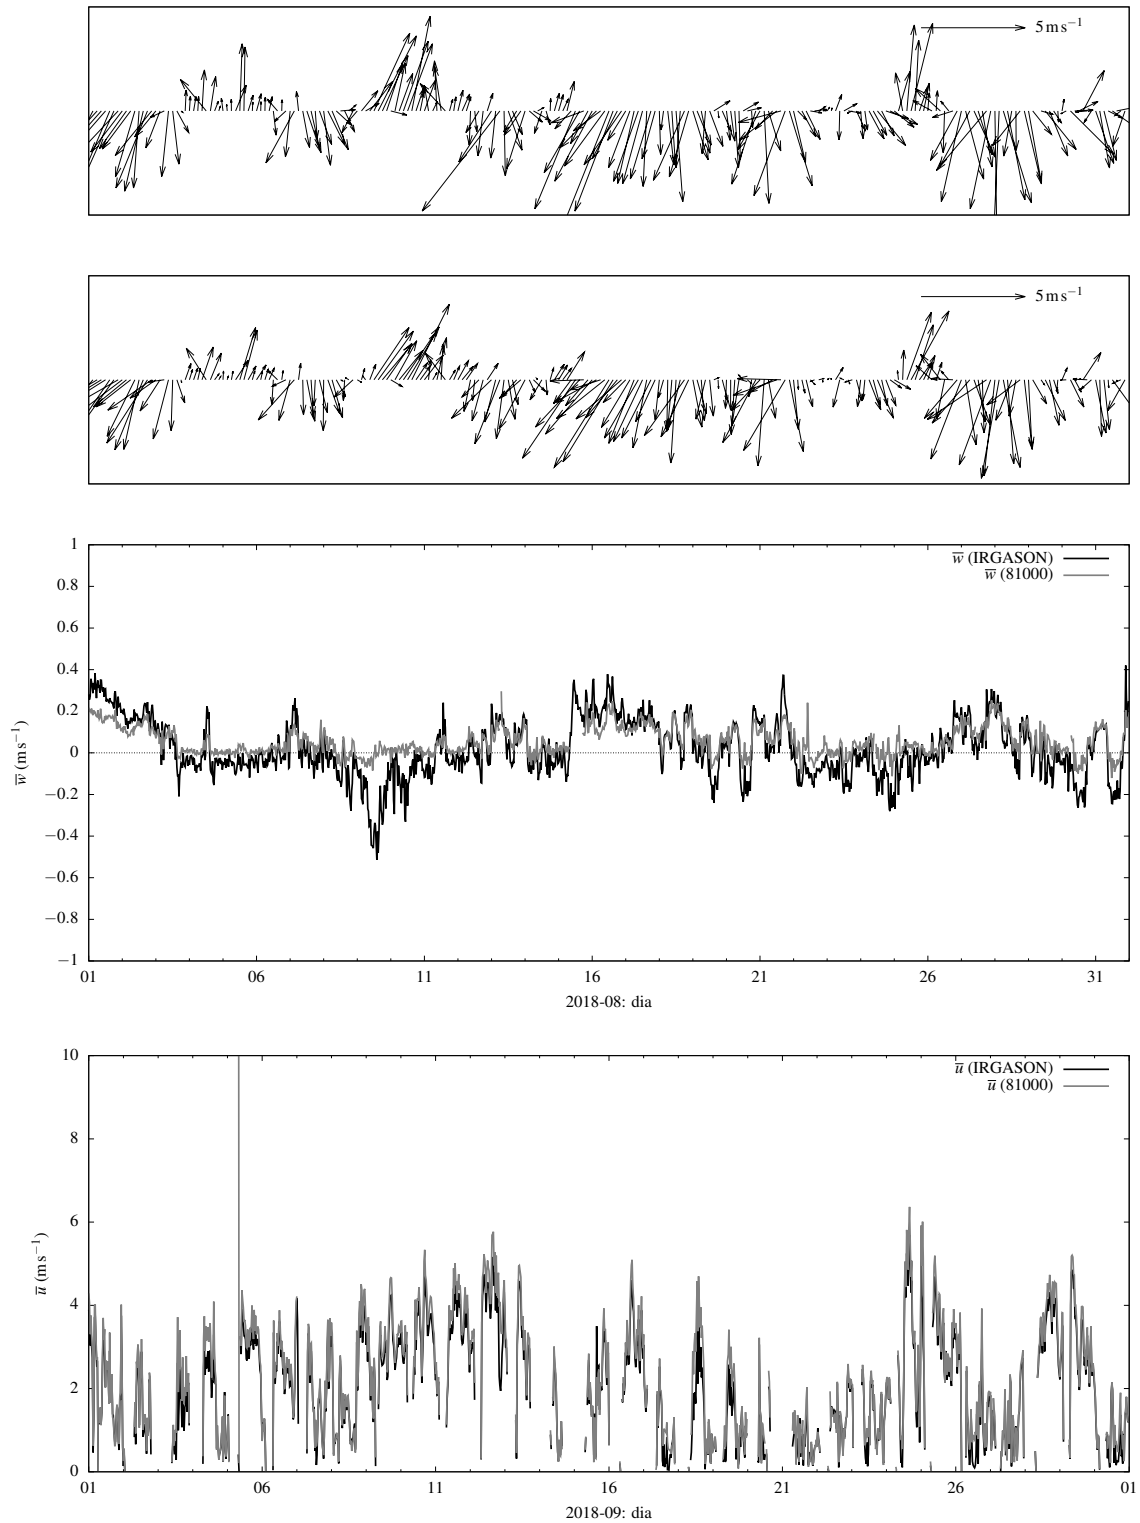 5 m s⁻¹
5 m s⁻¹
w̅ (m s⁻¹)
1
0.8
0.6
0.4
0.2
0
−0.2
−0.4
−0.6
−0.8
−1
w̅ (IRGASON)
w̅ (81000)
01 06 11 16 21 26 31
2018-08: dia
u̅ (m s⁻¹)
10
8
6
4
2
0
u̅ (IRGASON)
u̅ (81000)
01 06 11 16 21 26 01
2018-09: dia